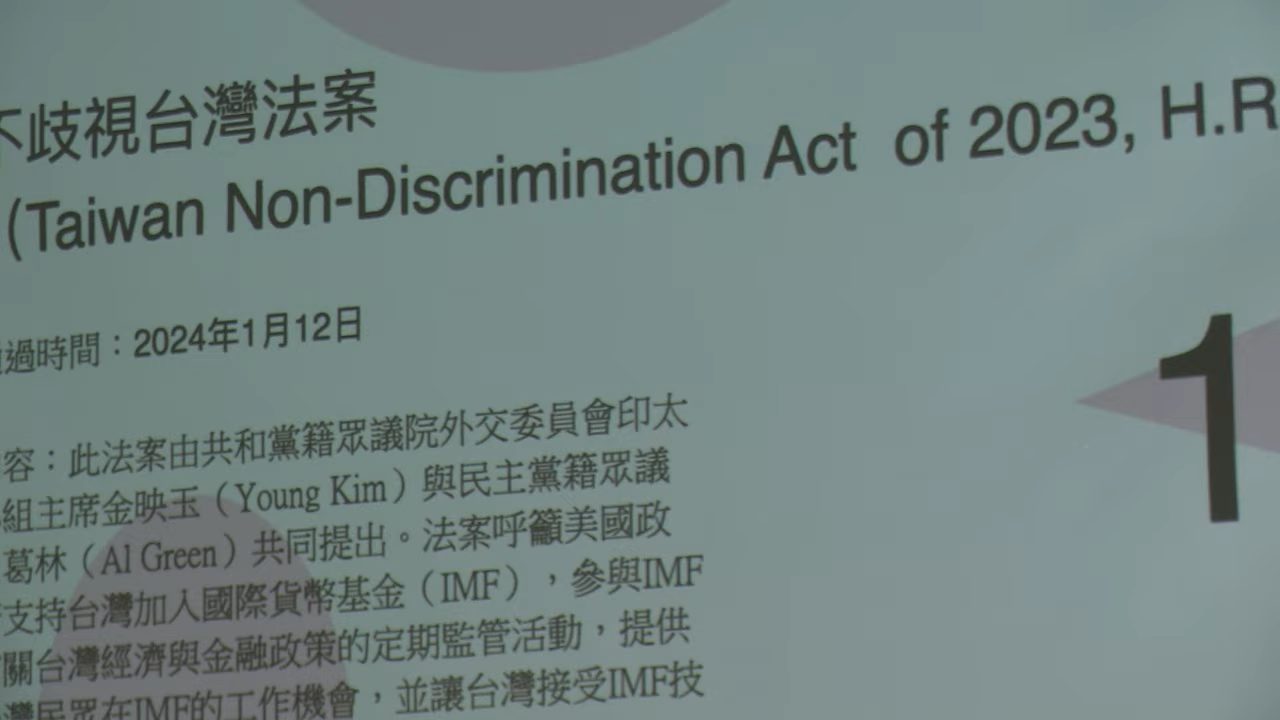 不歧視台灣法案
(Taiwan Non-Discrimination Act of 2023, H.R
通過時間：2024年1月12日
容：此法案由共和黨籍眾議院外交委員會印太
組主席金映玉（Young Kim）與民主黨籍眾議
葛林（Al Green）共同提出。法案呼籲美國政
支持台灣加入國際貨幣基金（IMF），參與IMF
關台灣經濟與金融政策的定期監管活動，提供
灣民眾在IMF的工作機會，並讓台灣接受IMF技
1